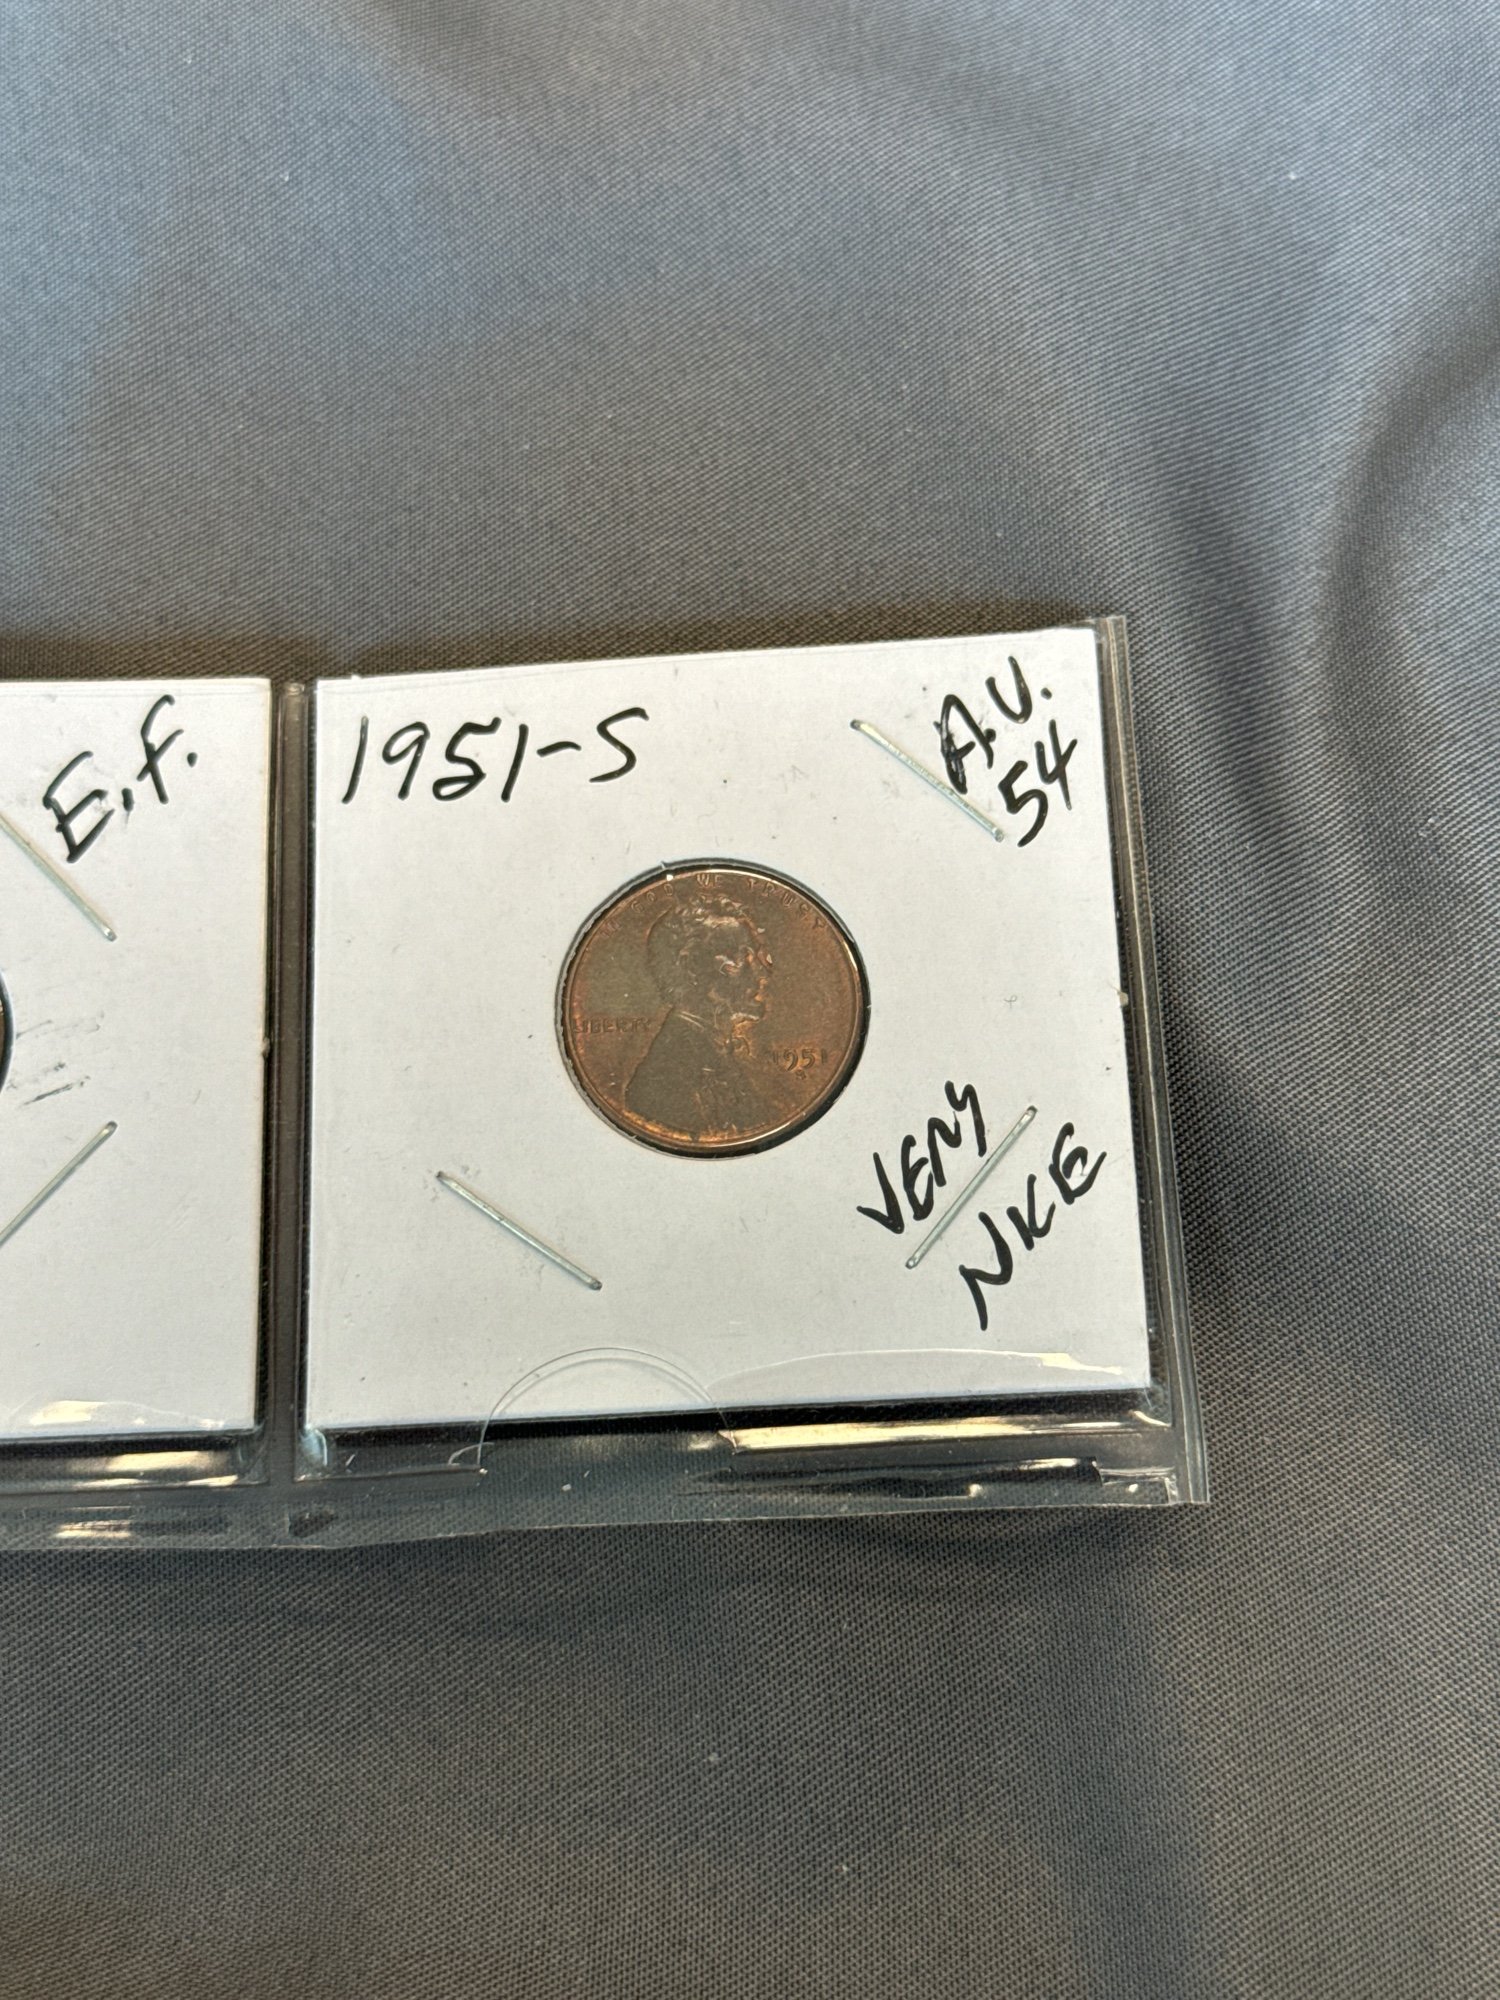 E.F.
1951-S
A.U.
54
IN GOD WE TRUST
LIBERTY
1951
S
VERY
NICE